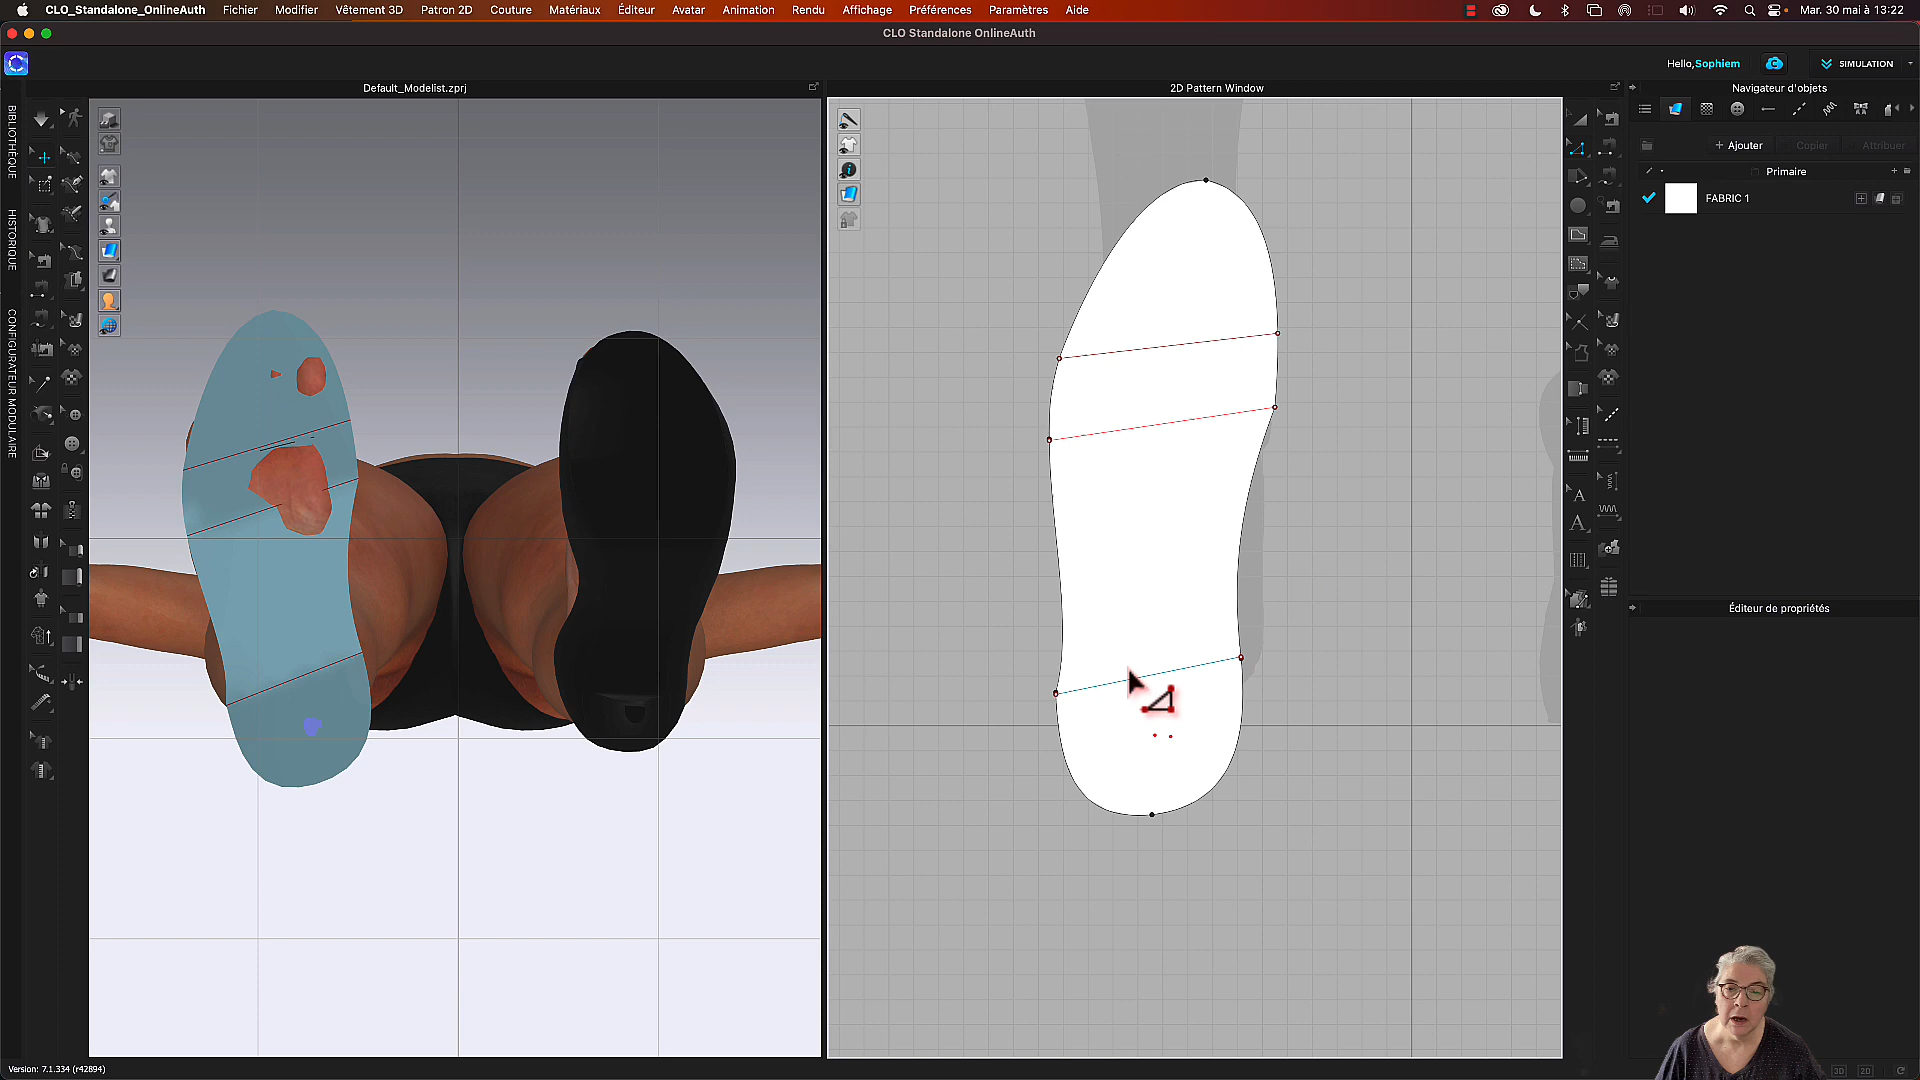 CLO_Standalone_OnlineAuth Fichier Modifier Vêtement 3D Patron 2D Couture Matériaux Éditeur Avatar Animation Rendu Affichage Préférences Paramètres Aide Mar. 30 mai à 13:22
CLO Standalone OnlineAuth
Hello,Sophiem SIMULATION
Default_Modelist.zprj 2D Pattern Window Navigateur d'objets
BIBLIOTHÈQUE
HISTORIQUE
CONFIGURATEUR MODULAIRE
+ Ajouter Copier Attribuer
Primaire
FABRIC 1
A
A
Éditeur de propriétés
Version: 7.1.334 (r42894)
3D 2D